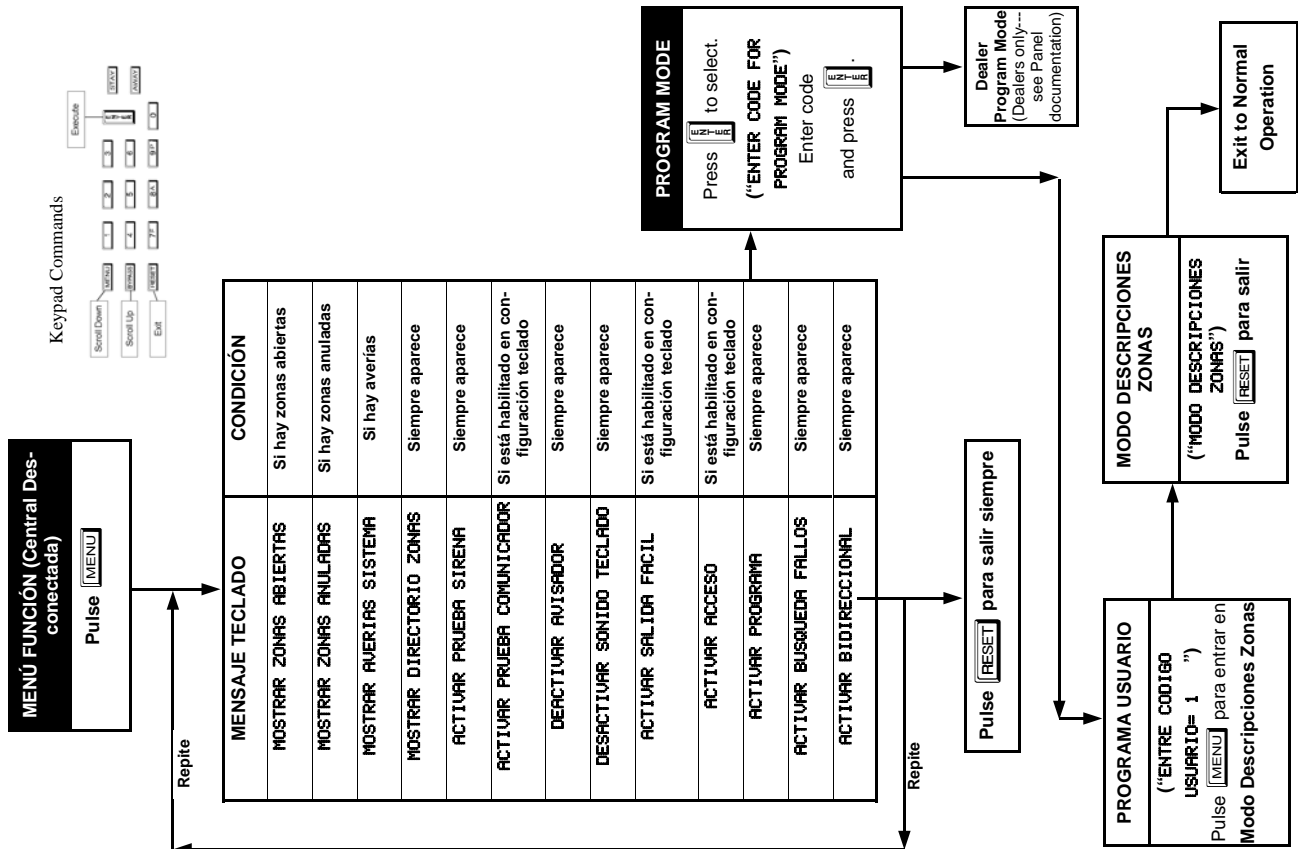 MENÚ FUNCIÓN (Central Des-
conectada)
Pulse MENU
Keypad Commands
Execute
Scroll Down
Scroll Up
Exit
MENU 1 2 3 ENTER STAY
BYPASS 4 5 6 AWAY
RESET 7F 8A 9P 0
Repite
MENSAJE TECLADO CONDICIÓN
MOSTRAR ZONAS ABIERTAS Si hay zonas abiertas
MOSTRAR ZONAS ANULADAS Si hay zonas anuladas
MOSTRAR AVERIAS SISTEMA Si hay averías
MOSTRAR DIRECTORIO ZONAS Siempre aparece
ACTIVAR PRUEBA SIRENA Siempre aparece
ACTIVAR PRUEBA COMUNICADOR Si está habilitado en con-
figuración teclado
DEACTIVAR AVISADOR Siempre aparece
DESACTIVAR SONIDO TECLADO Siempre aparece
ACTIVAR SALIDA FACIL Si está habilitado en con-
figuración teclado
ACTIVAR ACCESO Si está habilitado en con-
figuración teclado
ACTIVAR PROGRAMA Siempre aparece
ACTIVAR BUSQUEDA FALLOS Siempre aparece
ACTIVAR BIDIRECCIONAL Siempre aparece
Repite
Pulse RESET para salir siempre
PROGRAM MODE
Press ENTER to select.
("ENTER CODE FOR
PROGRAM MODE")
Enter code
and press ENTER .
Dealer
Program Mode
(Dealers only---
see Panel
documentation)
PROGRAMA USUARIO
("ENTRE CODIGO
USUARIO= 1 ")
Pulse MENU para entrar en
Modo Descripciones Zonas
MODO DESCRIPCIONES
ZONAS
("MODO DESCRIPCIONES
ZONAS")
Pulse RESET para salir
Exit to Normal
Operation